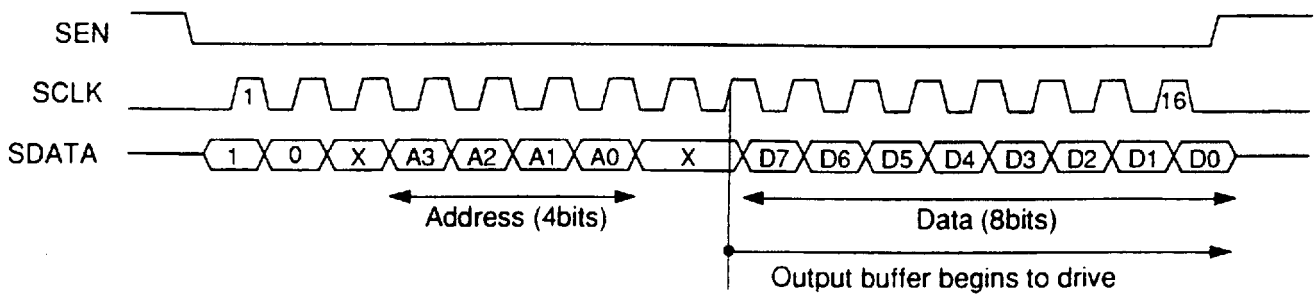 SEN
SCLK 1 16
SDATA 1 0 X A3 A2 A1 A0 X D7 D6 D5 D4 D3 D2 D1 D0
Address (4bits) Data (8bits)
Output buffer begins to drive